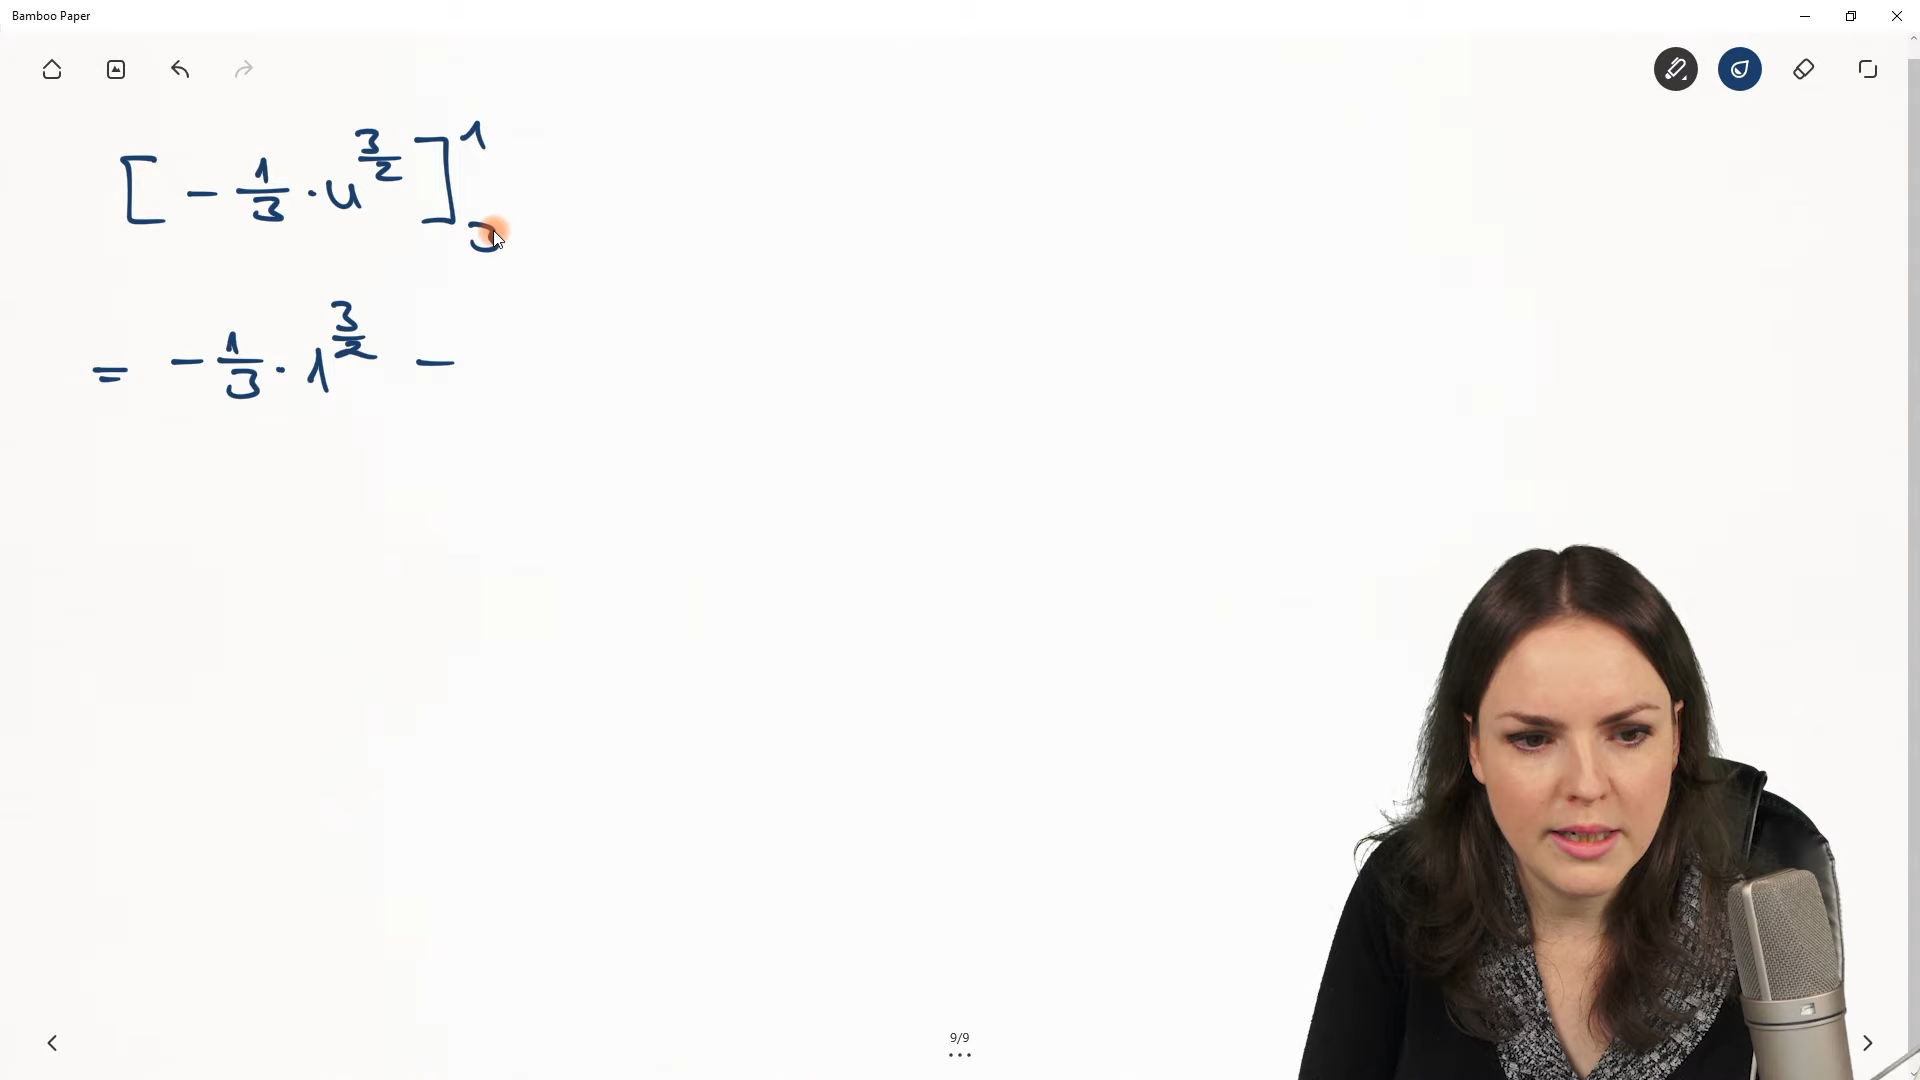 Bamboo Paper
[ - 1/3 · u^(3/2) ]_3^1
= - 1/3 · 1^(3/2) -
9/9